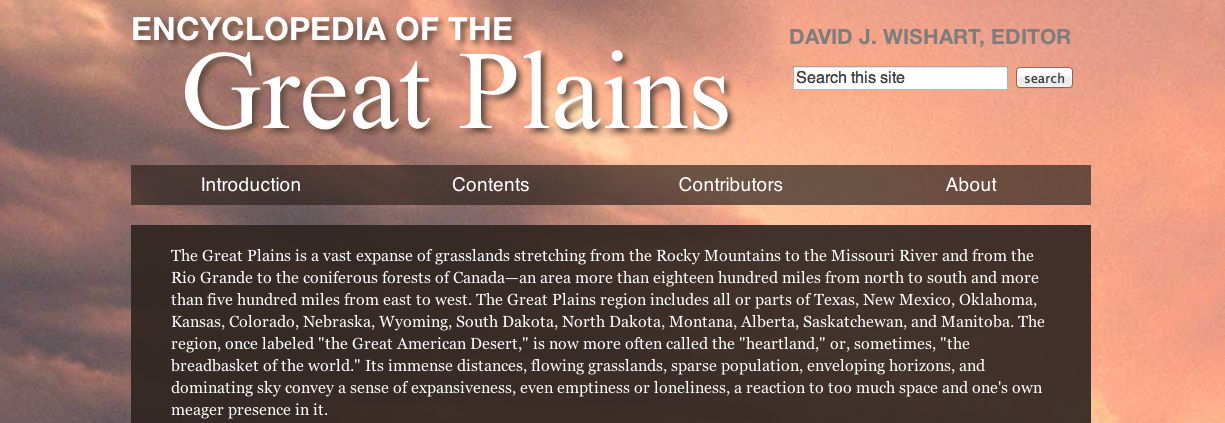 ENCYCLOPEDIA OF THE
Great Plains
DAVID J. WISHART, EDITOR
Search this site
search
Introduction
Contents
Contributors
About
The Great Plains is a vast expanse of grasslands stretching from the Rocky Mountains to the Missouri River and from the
Rio Grande to the coniferous forests of Canada—an area more than eighteen hundred miles from north to south and more
than five hundred miles from east to west. The Great Plains region includes all or parts of Texas, New Mexico, Oklahoma,
Kansas, Colorado, Nebraska, Wyoming, South Dakota, North Dakota, Montana, Alberta, Saskatchewan, and Manitoba. The
region, once labeled "the Great American Desert," is now more often called the "heartland," or, sometimes, "the
breadbasket of the world." Its immense distances, flowing grasslands, sparse population, enveloping horizons, and
dominating sky convey a sense of expansiveness, even emptiness or loneliness, a reaction to too much space and one's own
meager presence in it.